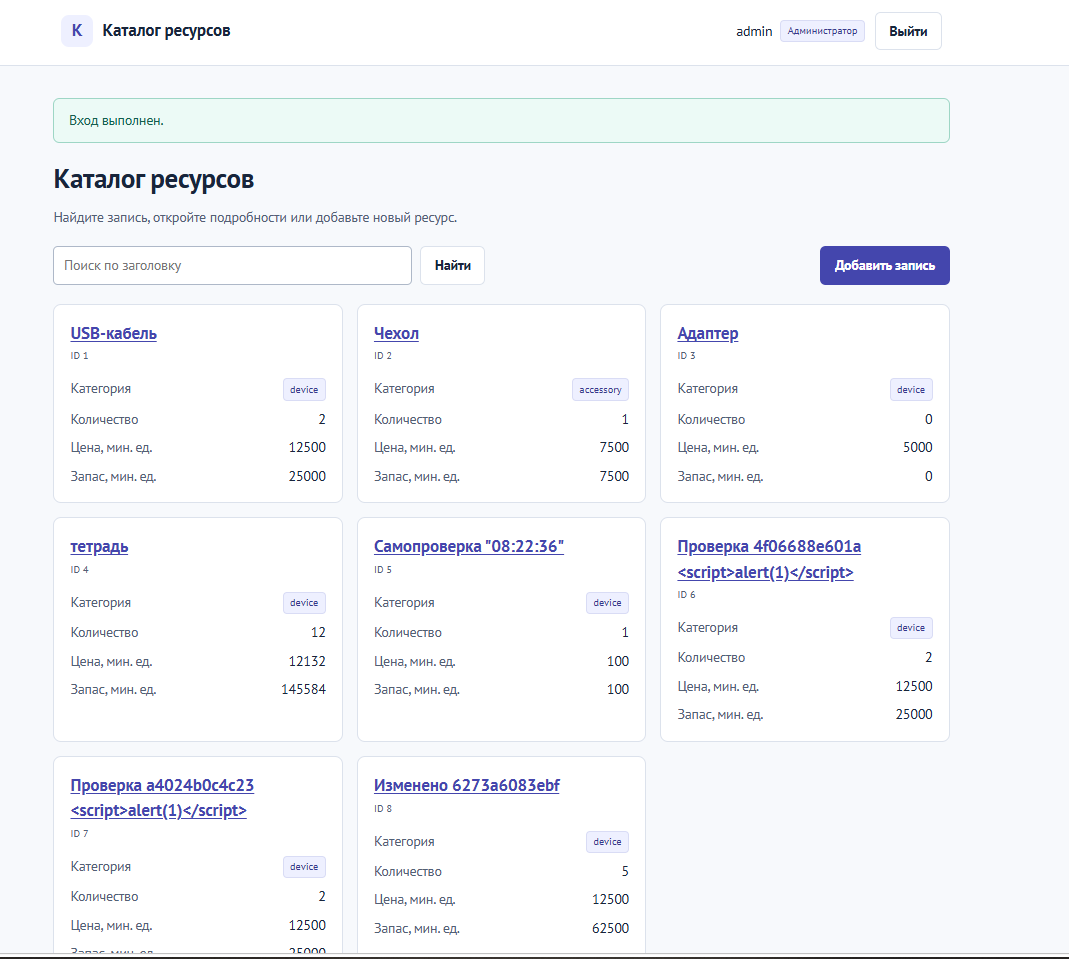 К Каталог ресурсов
admin Администратор Выйти
Вход выполнен.
Каталог ресурсов
Найдите запись, откройте подробности или добавьте новый ресурс.
Поиск по заголовку Найти Добавить запись
USB-кабель
ID 1
Категория device
Количество 2
Цена, мин. ед. 12500
Запас, мин. ед. 25000
Чехол
ID 2
Категория accessory
Количество 1
Цена, мин. ед. 7500
Запас, мин. ед. 7500
Адаптер
ID 3
Категория device
Количество 0
Цена, мин. ед. 5000
Запас, мин. ед. 0
тетрадь
ID 4
Категория device
Количество 12
Цена, мин. ед. 12132
Запас, мин. ед. 145584
Самопроверка "08:22:36"
ID 5
Категория device
Количество 1
Цена, мин. ед. 100
Запас, мин. ед. 100
Проверка 4f06688e601a
<script>alert(1)</script>
ID 6
Категория device
Количество 2
Цена, мин. ед. 12500
Запас, мин. ед. 25000
Проверка a4024b0c4c23
<script>alert(1)</script>
ID 7
Категория device
Количество 2
Цена, мин. ед. 12500
Запас, мин. ед. 25000
Изменено 6273a6083ebf
ID 8
Категория device
Количество 5
Цена, мин. ед. 12500
Запас, мин. ед. 62500